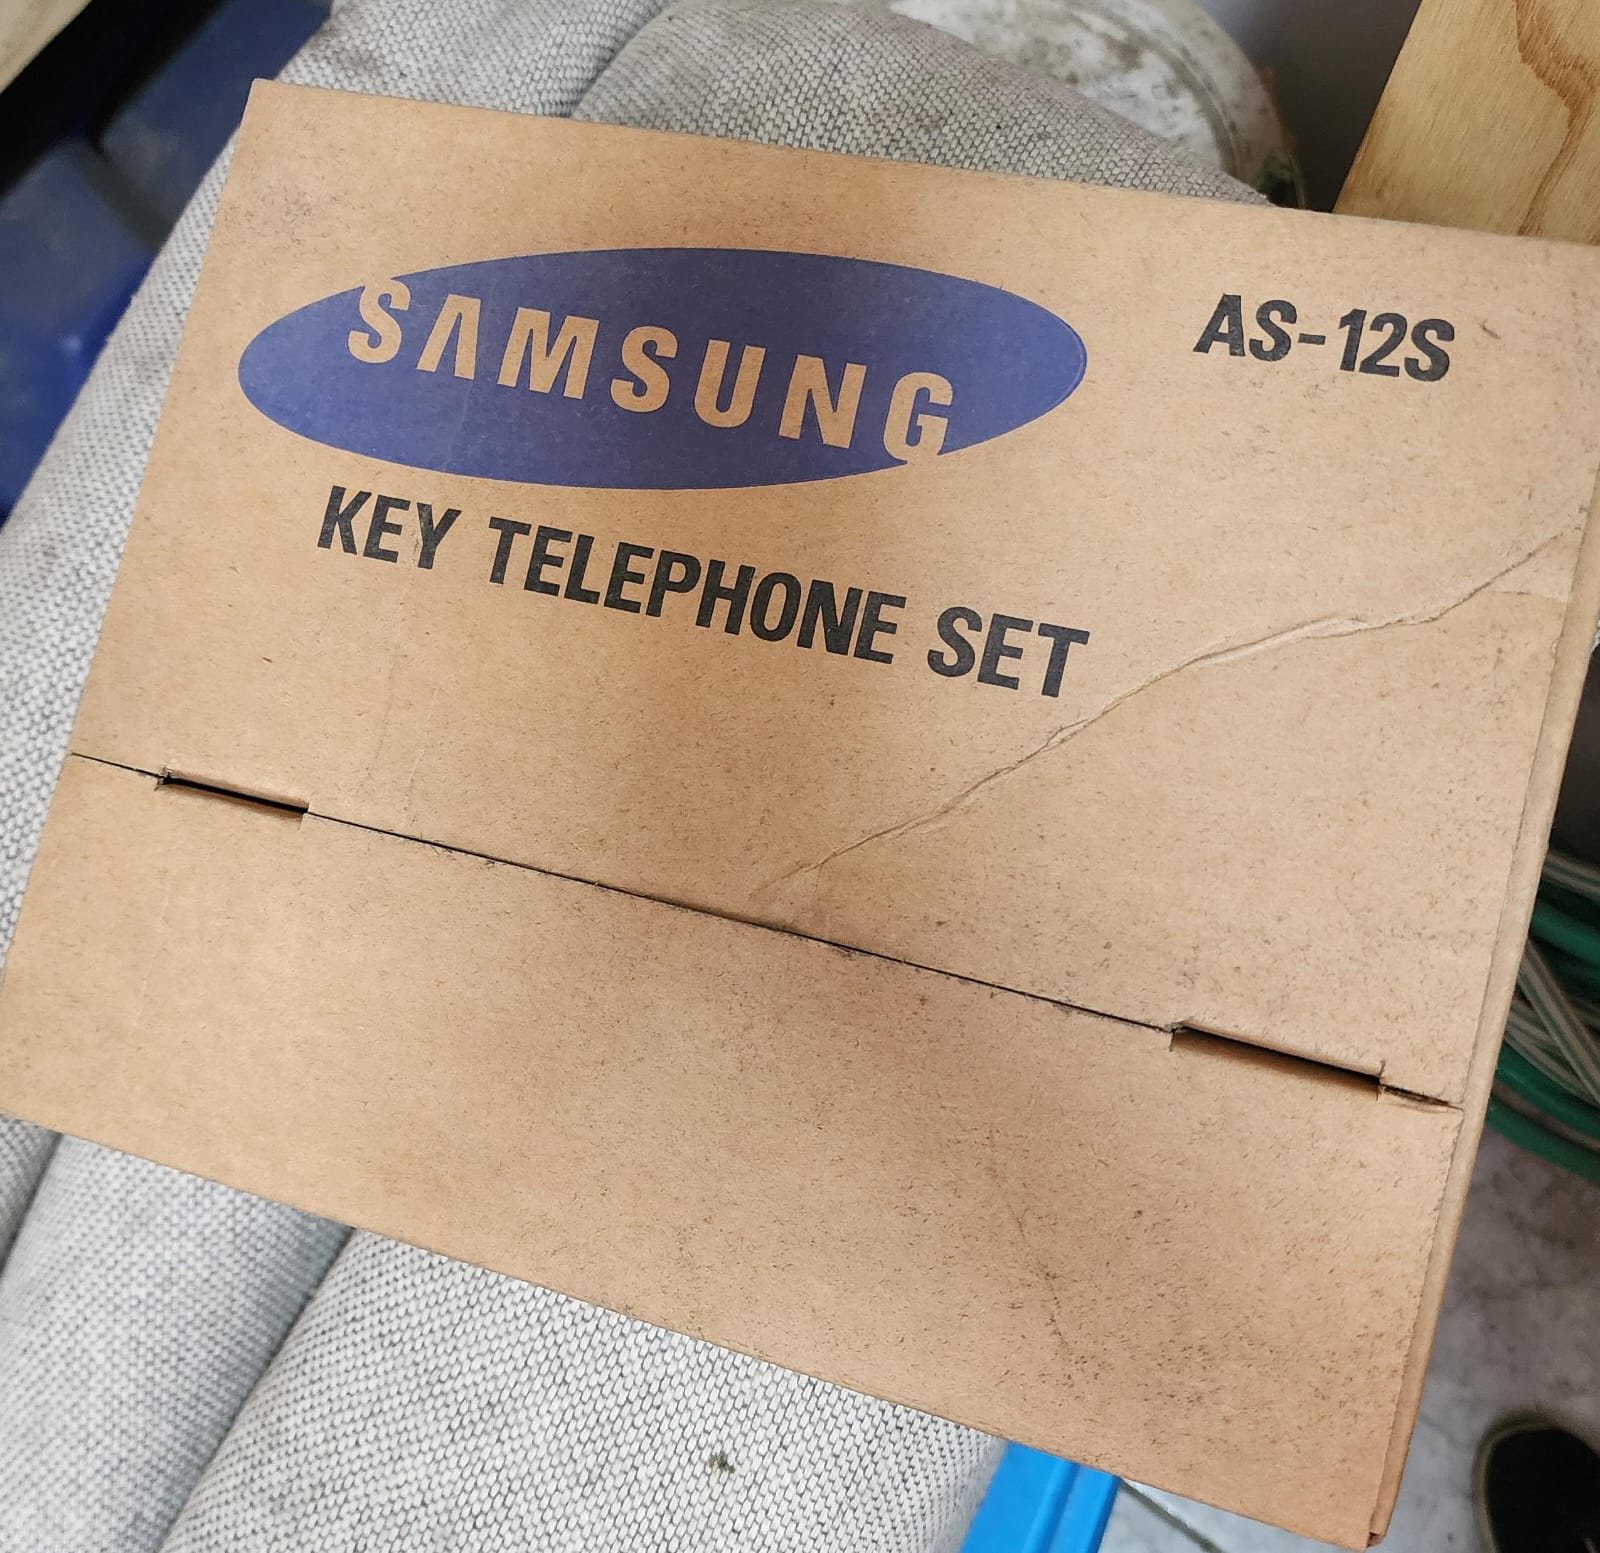 SAMSUNG
AS-12S
KEY TELEPHONE SET